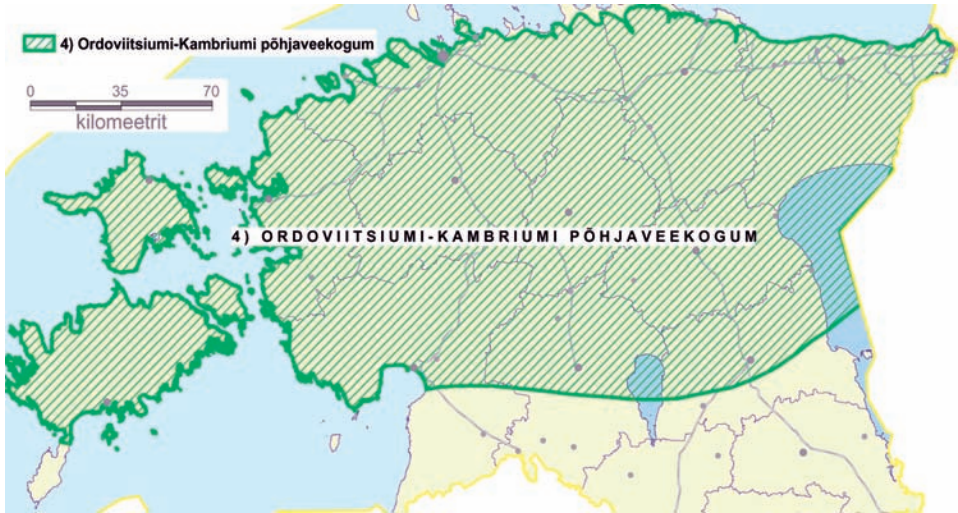 4) Ordoviitsiumi-Kambriumi põhjaveekogum
0 35 70
kilomeetrit
4) ORDOVIITSIUMI-KAMBRIUMI PÕHJAVEEKOGUM